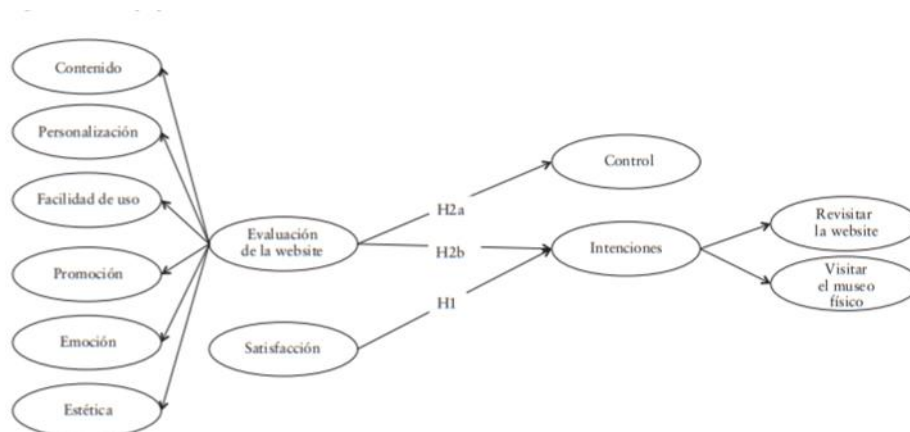 Contenido
Personalización
Facilidad de uso
Promoción
Emoción
Estética
Evaluación
de la website
Satisfacción
H2a
H2b
H1
Control
Intenciones
Revisitar
la website
Visitar
el museo
físico